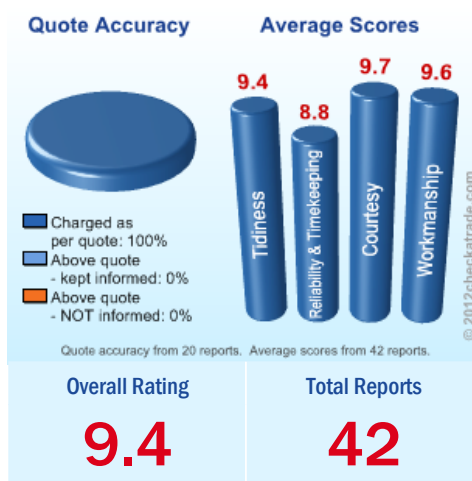 Quote Accuracy
Charged as
per quote: 100%
Above quote
- kept informed: 0%
Above quote
- NOT informed: 0%
Average Scores
9.4
8.8
9.7
9.6
Tidiness
Reliability & Timekeeping
Courtesy
Workmanship
© 2012checkatrade.com
Quote accuracy from 20 reports. Average scores from 42 reports.
Overall Rating
9.4
Total Reports
42